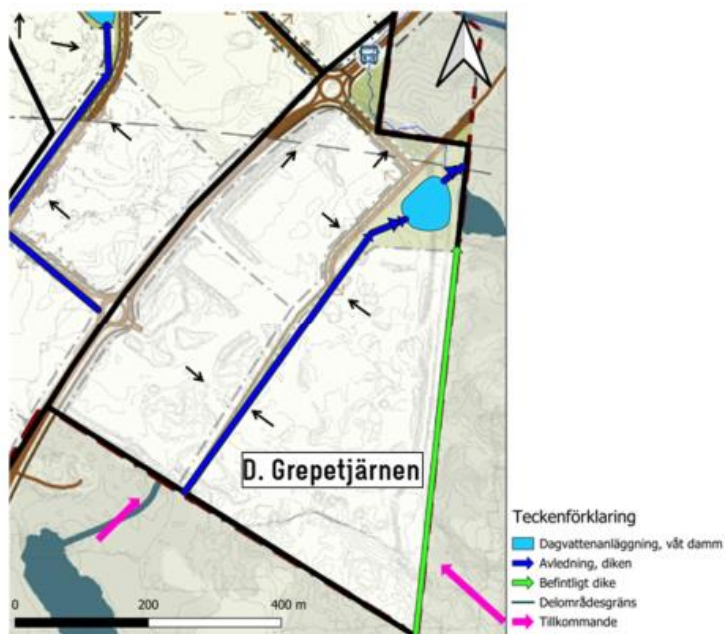 D. Grepetjärnen
0 200 400 m
Teckenförklaring
Dagvattenanläggning, våt damm
Avledning, diken
Befintligt dike
Delområdesgräns
Tillkommande